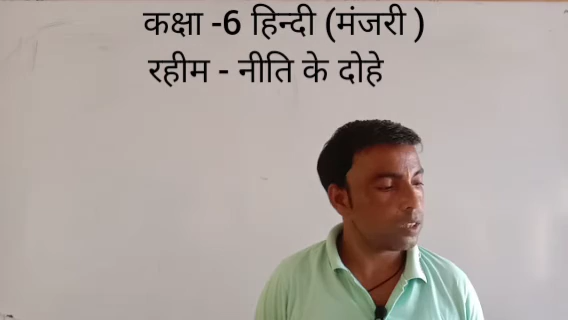 कक्षा -6 हिन्दी (मंजरी )
रहीम - नीति के दोहे